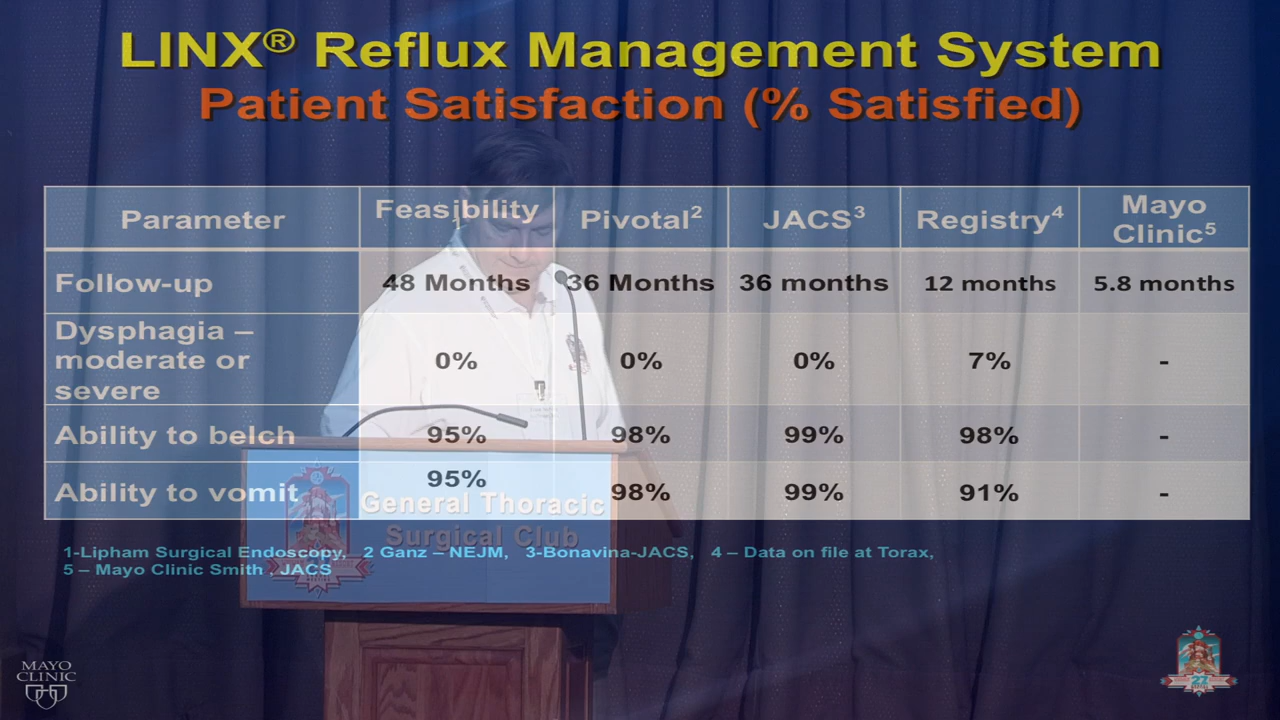 LINX® Reflux Management System
Patient Satisfaction (% Satisfied)
Parameter Feasibility¹ Pivotal² JACS³ Registry⁴ Mayo Clinic⁵
Follow-up 48 Months 36 Months 36 months 12 months 5.8 months
Dysphagia – moderate or severe 0% 0% 0% 7% -
Ability to belch 95% 98% 99% 98% -
Ability to vomit 95% 98% 99% 91% -
General Thoracic
Surgical Club
1-Lipham Surgical Endoscopy, 2 Ganz – NEJM, 3-Bonavina-JACS, 4 – Data on file at Torax,
5 – Mayo Clinic Smith , JACS
MAYO
CLINIC
27